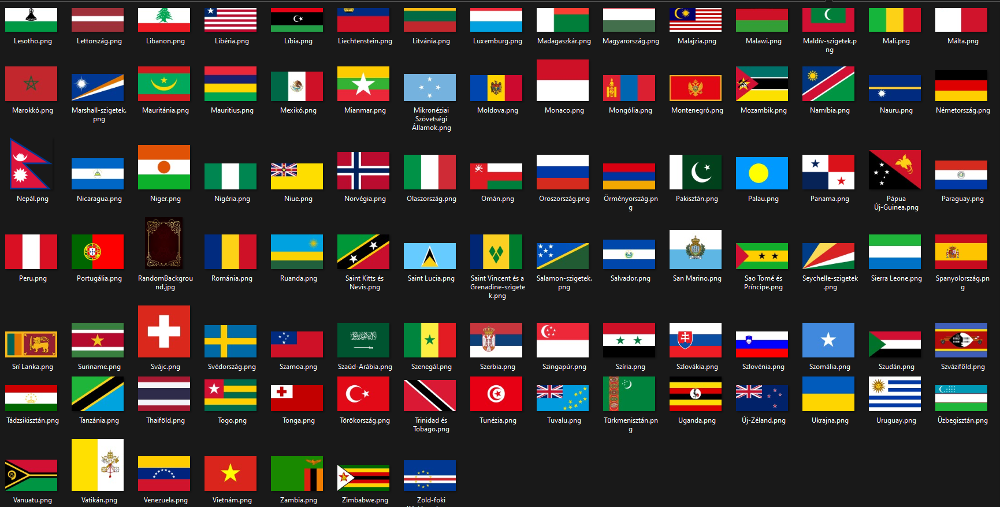 Lesotho.png
Lettország.png
Libanon.png
Libéria.png
Líbia.png
Liechtenstein.png
Litvánia.png
Luxemburg.png
Madagaszkár.png
Magyarország.png
Malajzia.png
Malawi.png
Maldív-szigetek.p
ng
Mali.png
Málta.png
Marokkó.png
Marshall-szigetek.
png
Mauritánia.png
Mauritius.png
Mexikó.png
Mianmar.png
Mikronéziai
Szövetségi
Államok.png
Moldova.png
Monaco.png
Mongólia.png
Montenegró.png
Mozambik.png
Namíbia.png
Nauru.png
Németország.png
Nepál.png
Nicaragua.png
Niger.png
Nigéria.png
Niue.png
Norvégia.png
Olaszország.png
Omán.png
Oroszország.png
Örményország.pn
g
Pakisztán.png
Palau.png
Panama.png
Pápua
Új-Guinea.png
Paraguay.png
Peru.png
Portugália.png
RandomBackgrou
nd.jpg
Románia.png
Ruanda.png
Saint Kitts és
Nevis.png
Saint Lucia.png
Saint Vincent és a
Grenadine-szigete
k.png
Salamon-szigetek.
png
Salvador.png
San Marino.png
Sao Tomé és
Príncipe.png
Seychelle-szigetek
.png
Sierra Leone.png
Spanyolország.pn
g
Srí Lanka.png
Suriname.png
Svájc.png
Svédország.png
Szamoa.png
Szaúd-Arábia.png
Szenegál.png
Szerbia.png
Szingapúr.png
Szíria.png
Szlovákia.png
Szlovénia.png
Szomália.png
Szudán.png
Szváziföld.png
Tádzsikisztán.png
Tanzánia.png
Thaiföld.png
Togo.png
Tonga.png
Törökország.png
Trinidad és
Tobago.png
Tunézia.png
Tuvalu.png
Türkmenisztán.pn
g
Uganda.png
Új-Zéland.png
Ukrajna.png
Uruguay.png
Üzbegisztán.png
Vanuatu.png
Vatikán.png
Venezuela.png
Vietnám.png
Zambia.png
Zimbabwe.png
Zöld-foki